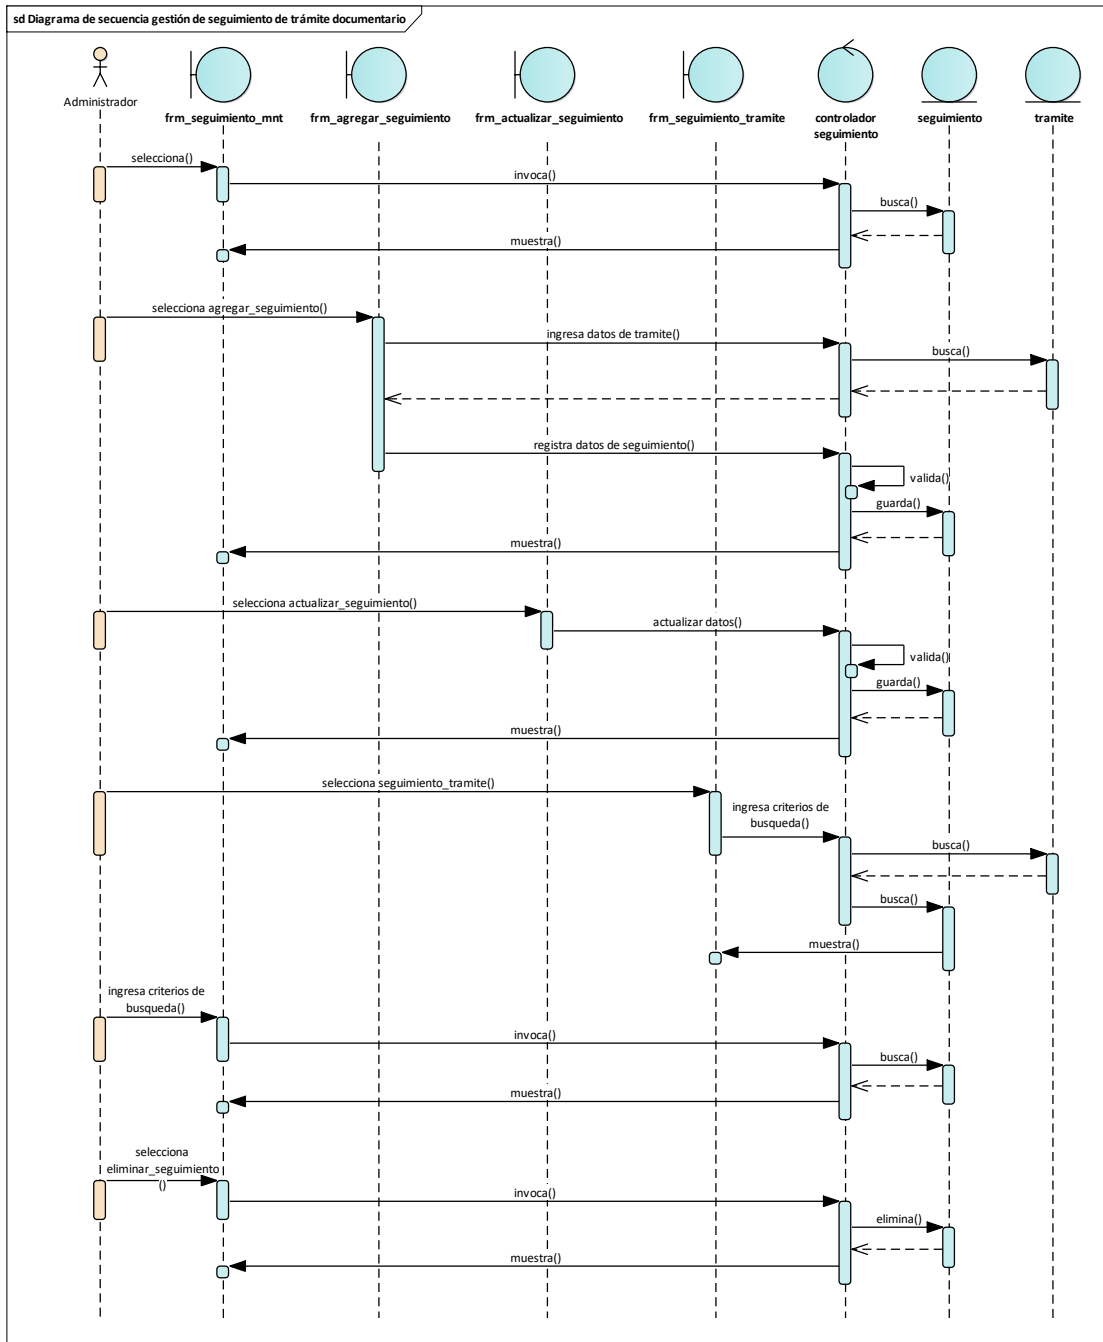 sd Diagrama de secuencia gestión de seguimiento de trámite documentario
Administrador
frm_seguimiento_mnt
frm_agregar_seguimiento
frm_actualizar_seguimiento
frm_seguimiento_tramite
controlador
seguimiento
seguimiento
tramite
selecciona()
invoca()
busca()
muestra()
selecciona agregar_seguimiento()
ingresa datos de tramite()
busca()
registra datos de seguimiento()
valida()
guarda()
muestra()
selecciona actualizar_seguimiento()
actualizar datos()
valida()
guarda()
muestra()
selecciona seguimiento_tramite()
ingresa criterios de
busqueda()
busca()
busca()
muestra()
ingresa criterios de
busqueda()
invoca()
busca()
muestra()
selecciona
eliminar_seguimiento
()
invoca()
elimina()
muestra()